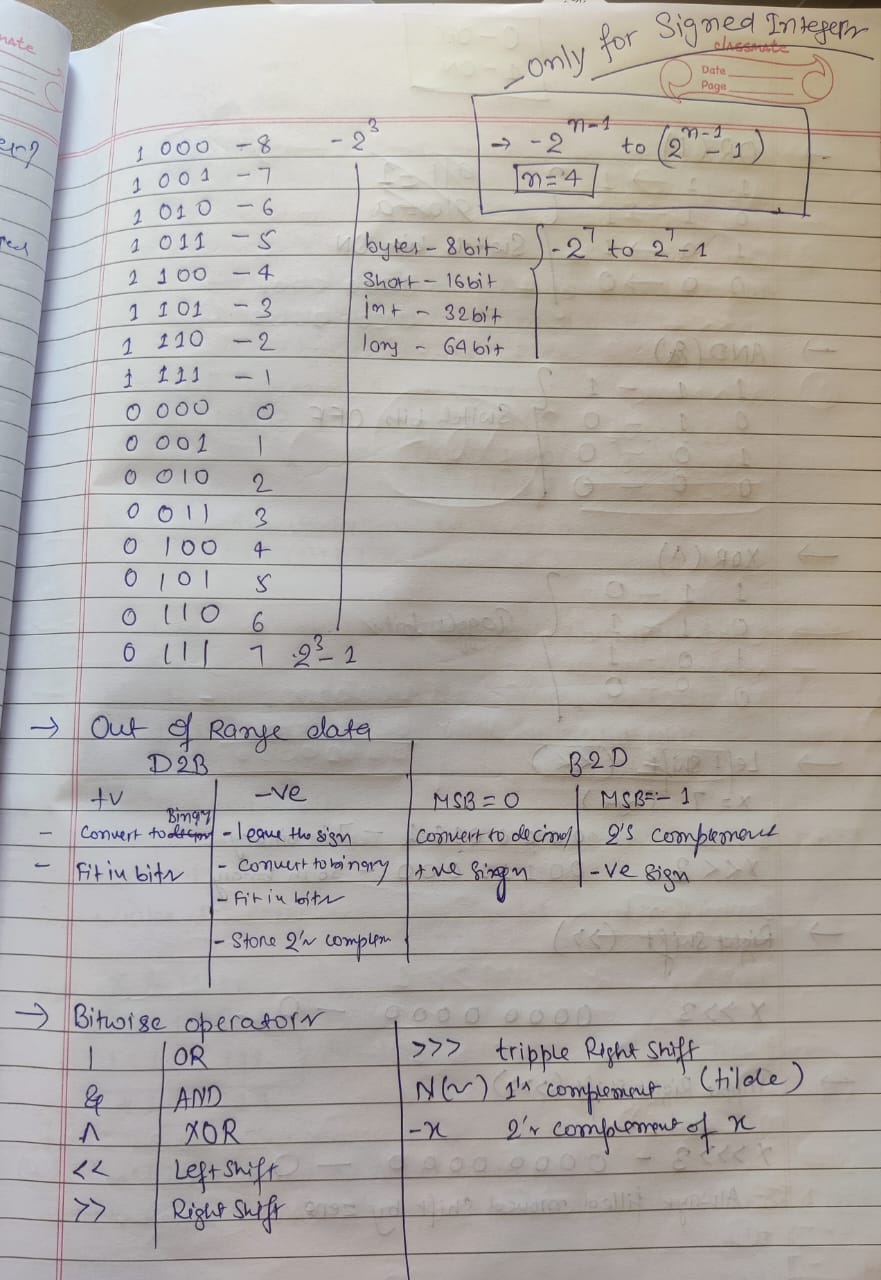 only for Signed Integers
classmate
Date
Page
→ -2^(n-1) to (2^(n-1) - 1)
n=4
1 000 -8 -2^3
1 001 -7
1 010 -6
1 011 -5
1 100 -4
1 101 -3
1 110 -2
1 111 -1
0 000 0
0 001 1
0 010 2
0 011 3
0 100 4
0 101 5
0 110 6
0 111 7 2^3-1
bytes - 8bit { -2^7 to 2^7-1
Short - 16bit
int - 32bit
long - 64bit
→ Out of Range data
D2B
+v
- Convert to Binary
- Fit in bits
-ve
- leave the sign
- convert to binary
- Fit in bits
- Store 2's complem
B2D
MSB = 0
convert to decimal
+ve Sign
MSB = - 1
2's complement
- ve sign
→ Bitwise operators
| OR
& AND
^ XOR
<< Left Shift
>> Right Shift
>>> tripple Right Shift
N(~) 1's complement (tilde)
-x 2's complement of x